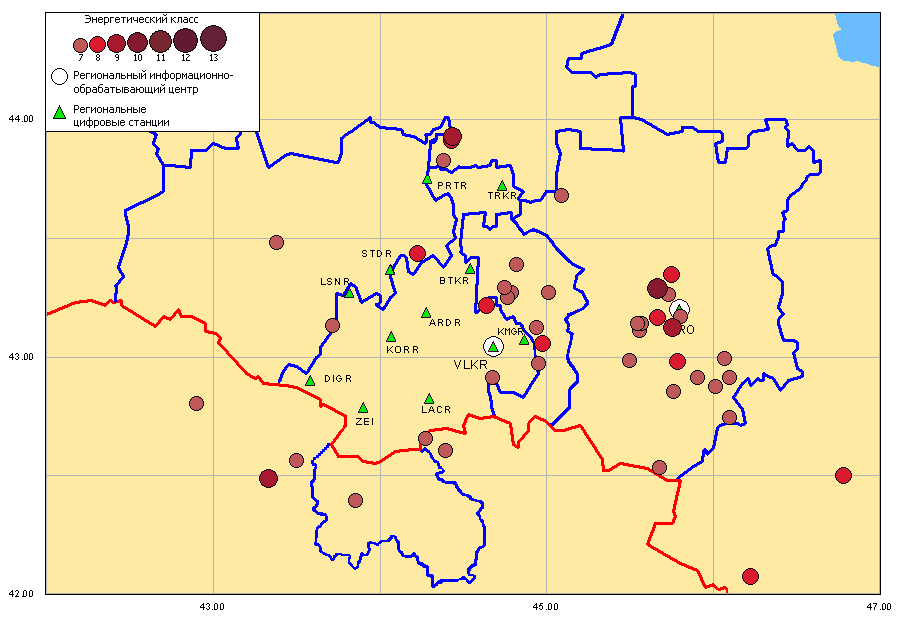 Энергетический класс
7 8 9 10 11 12 13
Региональный информационно-
обрабатывающий центр
Региональные
цифровые станции
44.00
PRTR
TRKR
STDR
LSNR
BTKR
ARDR
KMGR
RO
43.00
KORR
VLKR
DIGR
LACR
ZEI
42.00
43.00 45.00 47.00